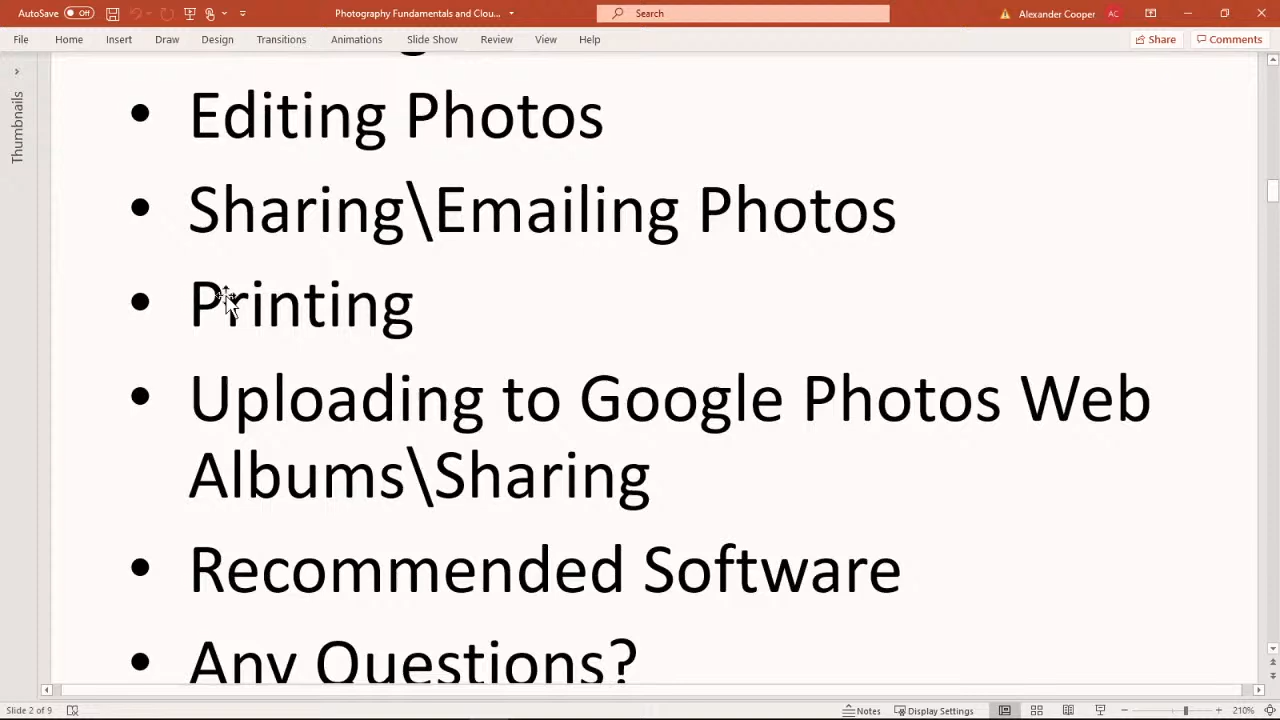 AutoSave Off Photography Fundamentals and Clou... Search Alexander Cooper AC
File Home Insert Draw Design Transitions Animations Slide Show Review View Help Share Comments
Thumbnails
• Editing Photos
• Sharing\Emailing Photos
• Printing
• Uploading to Google Photos Web
Albums\Sharing
• Recommended Software
• Any Questions?
Slide 2 of 9 Notes Display Settings 210%